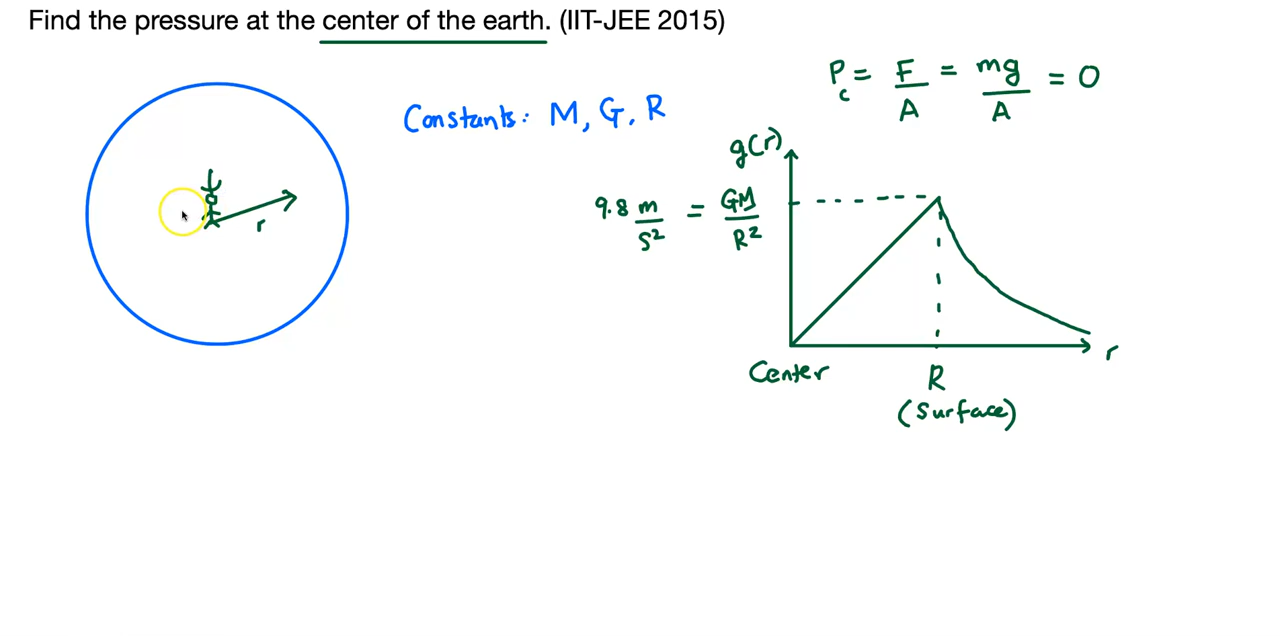 Find the pressure at the center of the earth. (IIT-JEE 2015)
P_c = F/A = mg/A = 0
Constants: M, G, R
g(r)
9.8 m/s² = GM/R²
r
r
Center
R
(Surface)